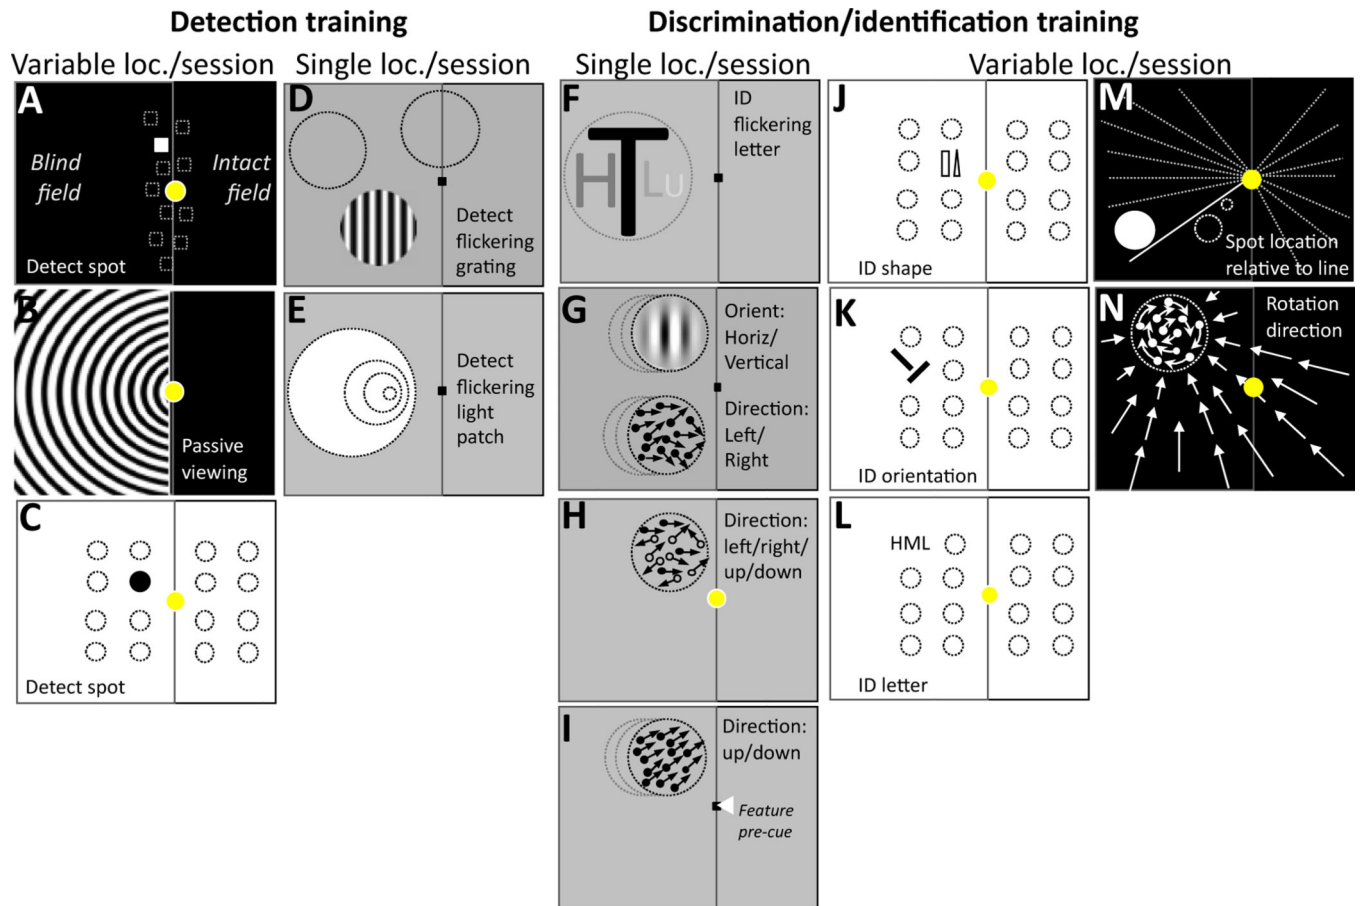 Detection training
Discrimination/identification training
Variable loc./session
Single loc./session
Single loc./session
Variable loc./session
A
Blind
field
Intact
field
Detect spot
B
Passive
viewing
C
Detect spot
D
Detect
flickering
grating
E
Detect
flickering
light
patch
F
ID
flickering
letter
H T L U
G
Orient:
Horiz/
Vertical
Direction:
Left/
Right
H
Direction:
left/right/
up/down
I
Direction:
up/down
Feature
pre-cue
J
ID shape
K
ID orientation
L
HML
ID letter
M
Spot location
relative to line
N
Rotation
direction